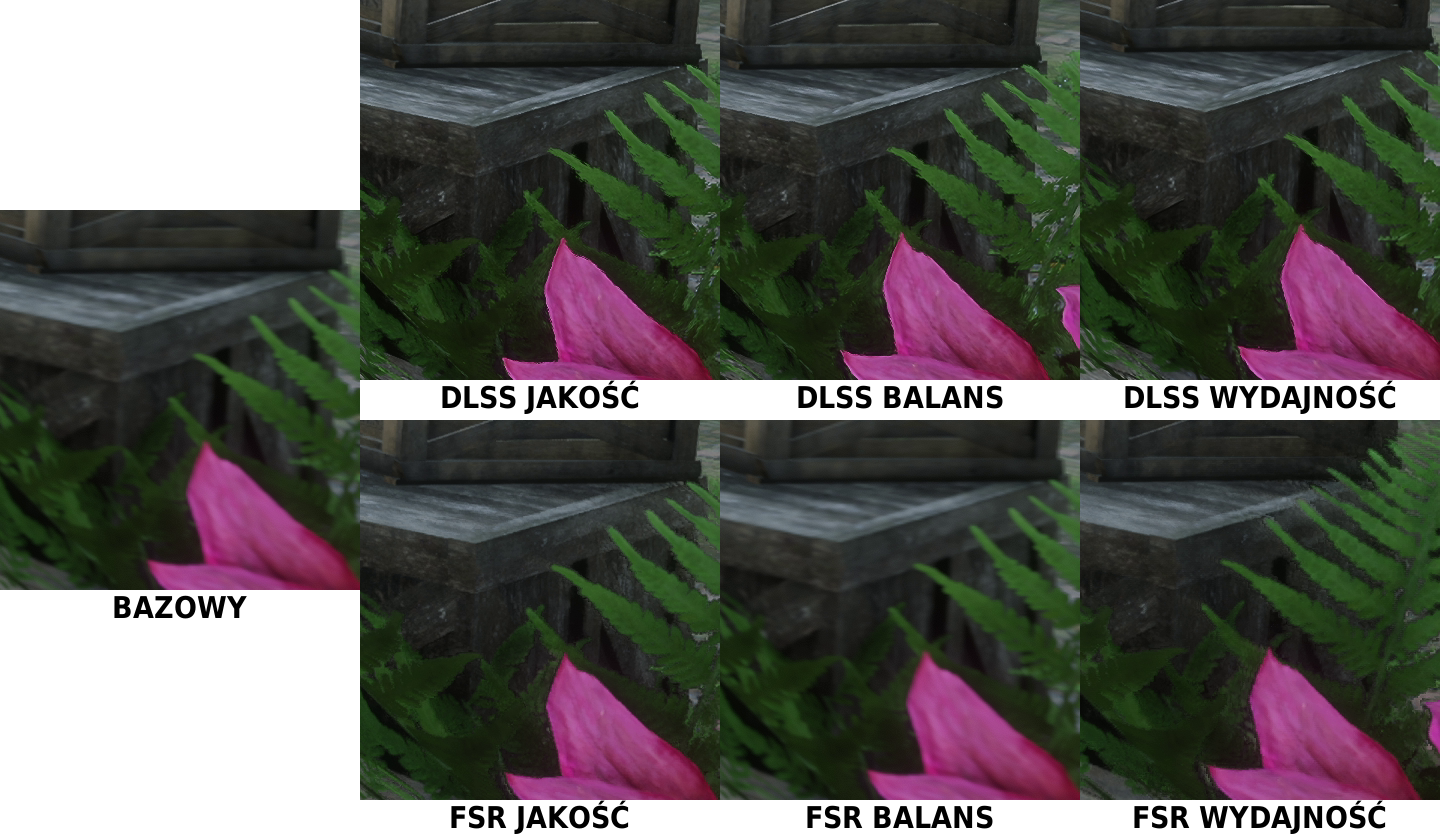 DLSS JAKOŚĆ
DLSS BALANS
DLSS WYDAJNOŚĆ
BAZOWY
FSR JAKOŚĆ
FSR BALANS
FSR WYDAJNOŚĆ